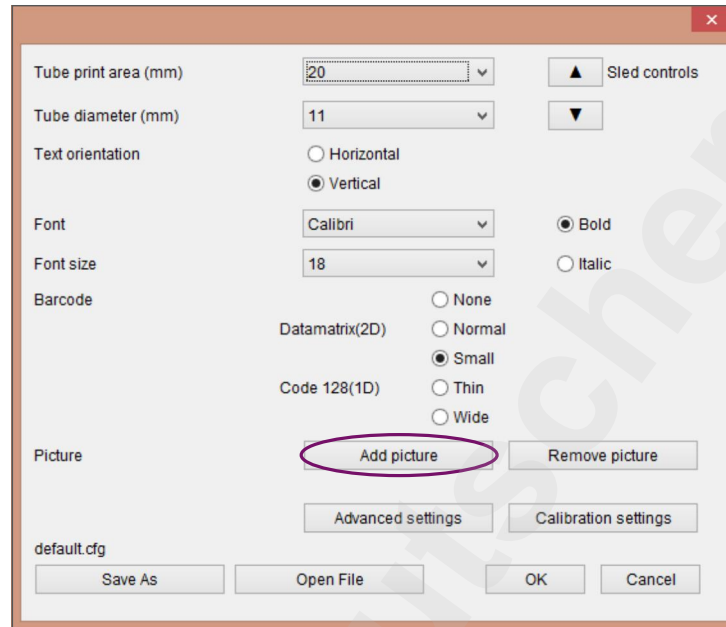 Tube print area (mm) 20 ▲ Sled controls
Tube diameter (mm) 11 ▼
Text orientation Horizontal
Vertical
Font Calibri Bold
Font size 18 Italic
Barcode None
Datamatrix(2D) Normal
Small
Code 128(1D) Thin
Wide
Picture Add picture Remove picture
Advanced settings Calibration settings
default.cfg
Save As Open File OK Cancel